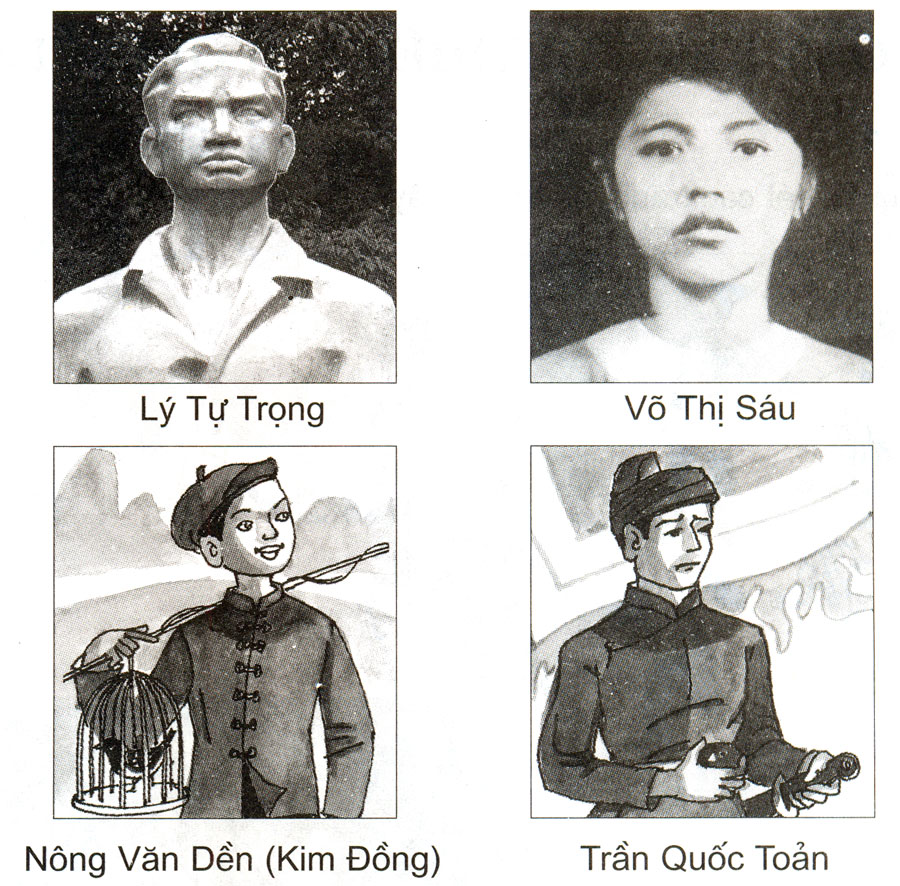 Lý Tự Trọng
Võ Thị Sáu
Nông Văn Dền (Kim Đồng)
Trần Quốc Toản